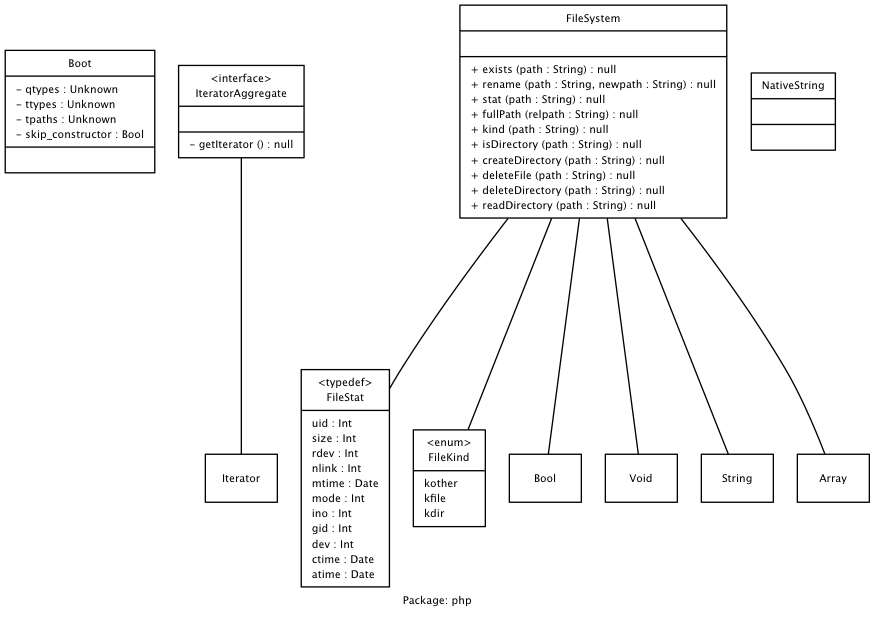 Boot
- qtypes : Unknown
- ttypes : Unknown
- tpaths : Unknown
- skip_constructor : Bool
<interface>
IteratorAggregate
- getIterator () : null
FileSystem
+ exists (path : String) : null
+ rename (path : String, newpath : String) : null
+ stat (path : String) : null
+ fullPath (relpath : String) : null
+ kind (path : String) : null
+ isDirectory (path : String) : null
+ createDirectory (path : String) : null
+ deleteFile (path : String) : null
+ deleteDirectory (path : String) : null
+ readDirectory (path : String) : null
NativeString
Iterator
<typedef>
FileStat
uid : Int
size : Int
rdev : Int
nlink : Int
mtime : Date
mode : Int
ino : Int
gid : Int
dev : Int
ctime : Date
atime : Date
<enum>
FileKind
kother
kfile
kdir
Bool
Void
String
Array
Package: php